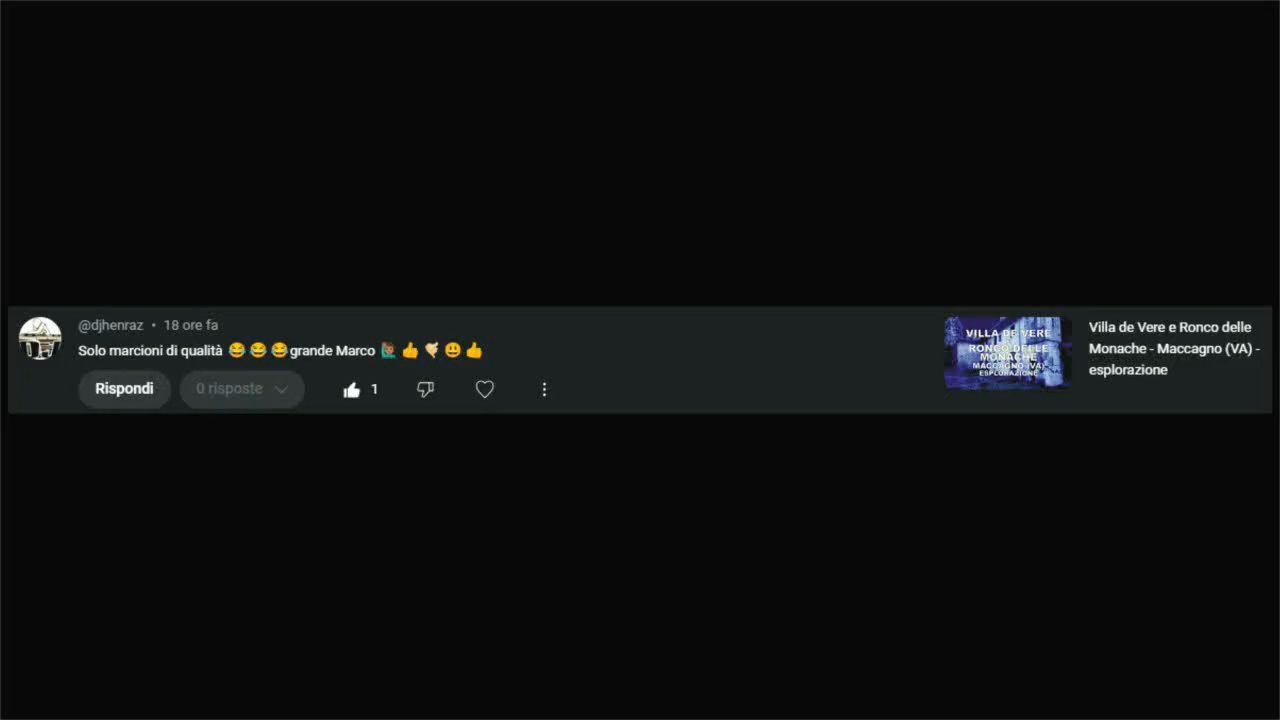 @djhenraz • 18 ore fa
Solo marcioni di qualità 😂😂😂grande Marco 🙋🏽‍♂️👍🤙🏻😃👍
Rispondi
0 risposte
1
VILLA DE VERE
E
RONCO DELLE
MONACHE
MACCAGNO (VA)
ESPLORAZIONE
Villa de Vere e Ronco delle
Monache - Maccagno (VA) -
esplorazione